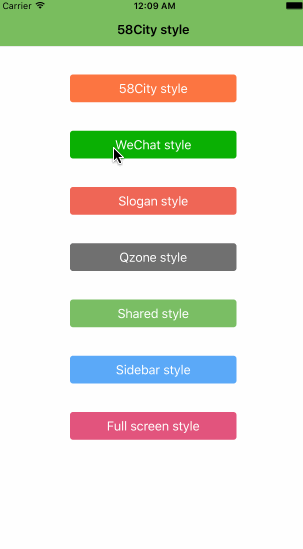 Carrier 12:09 AM
58City style
58City style
WeChat style
Slogan style
Qzone style
Shared style
Sidebar style
Full screen style